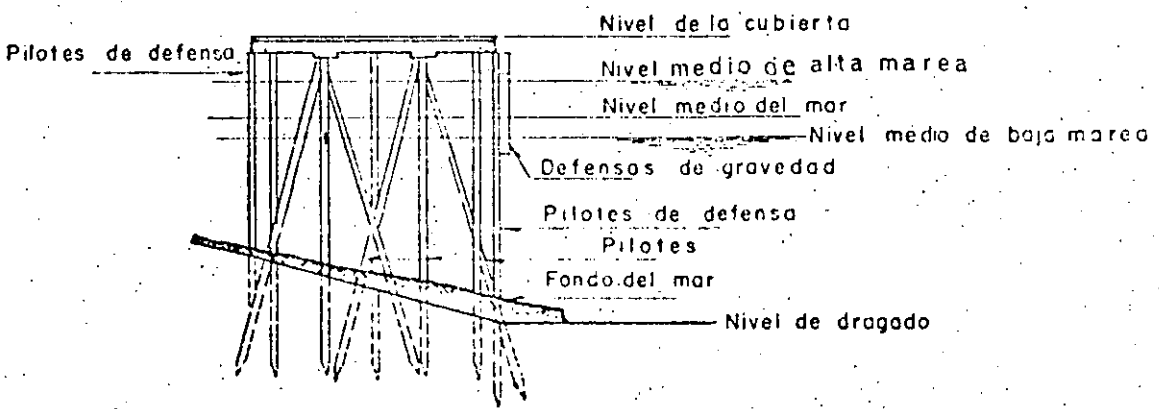 Nivel de la cubierta
Pilotes de defensa
Nivel medio de alta marea
Nivel medio del mar
Nivel medio de baja marea
Defensas de gravedad
Pilotes de defensa
Pilotes
Fondo del mar
Nivel de dragado